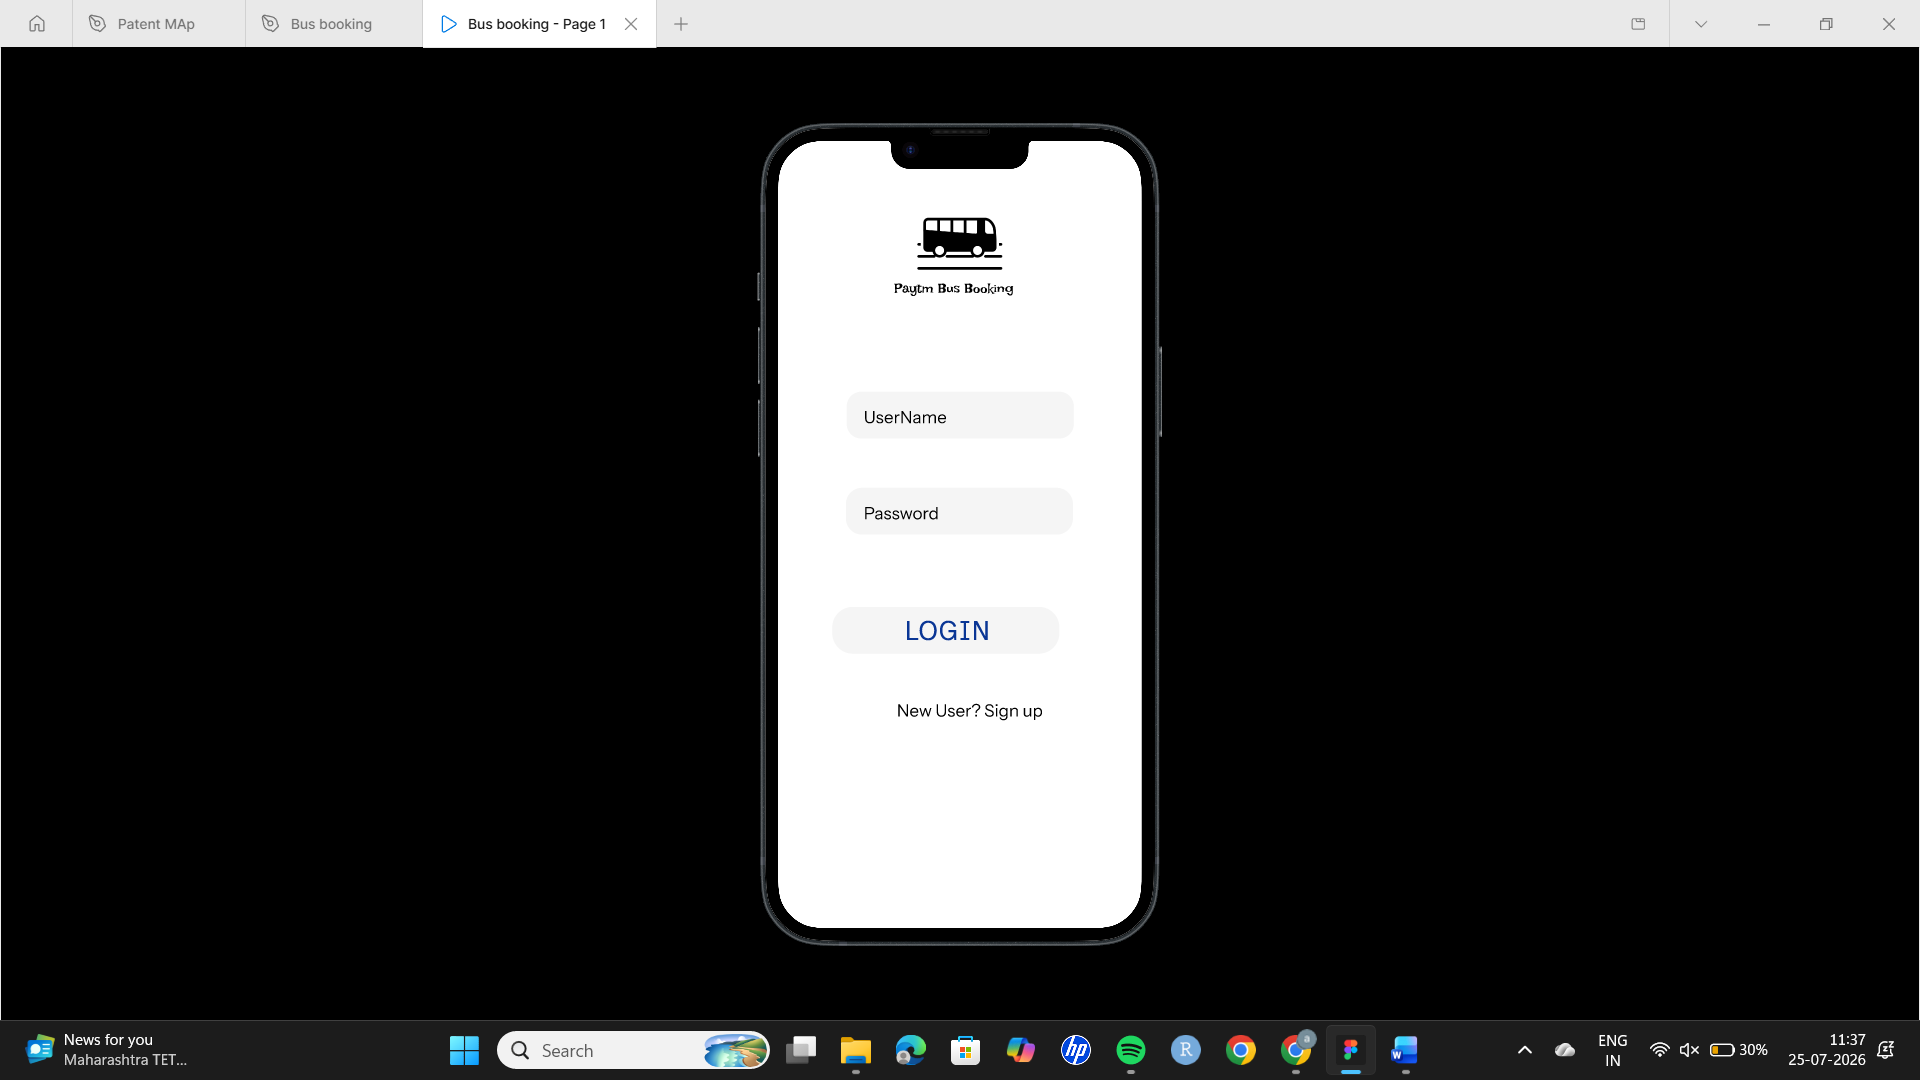 Patent MAp
Bus booking
Bus booking - Page 1
Paytm Bus Booking
UserName
Password
LOGIN
New User? Sign up
News for you
Maharashtra TET...
Search
hp
R
a
W
ENG
IN
30%
11:37
25-07-2026